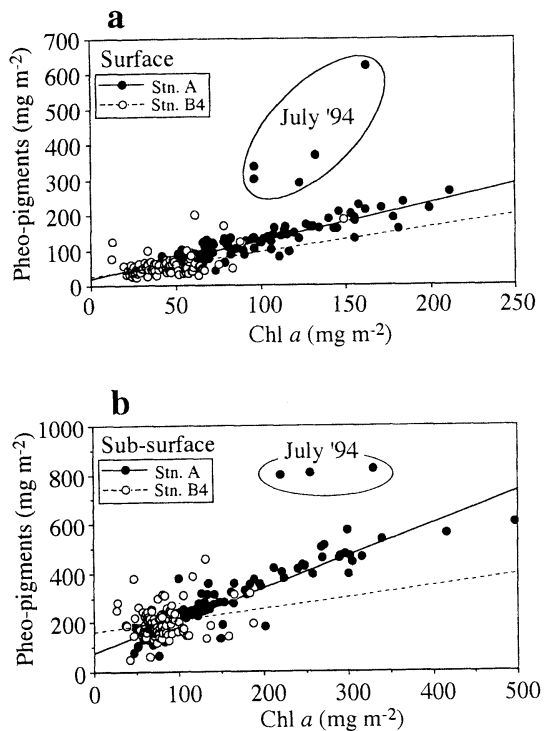 a
700
600
500
400
300
200
100
0
Pheo-pigments (mg m-2)
Surface
Stn. A
Stn. B4
July '94
0 50 100 150 200 250
Chl a (mg m-2)
b
1000
800
600
400
200
0
Pheo-pigments (mg m-2)
Sub-surface
Stn. A
Stn. B4
July '94
0 100 200 300 400 500
Chl a (mg m-2)